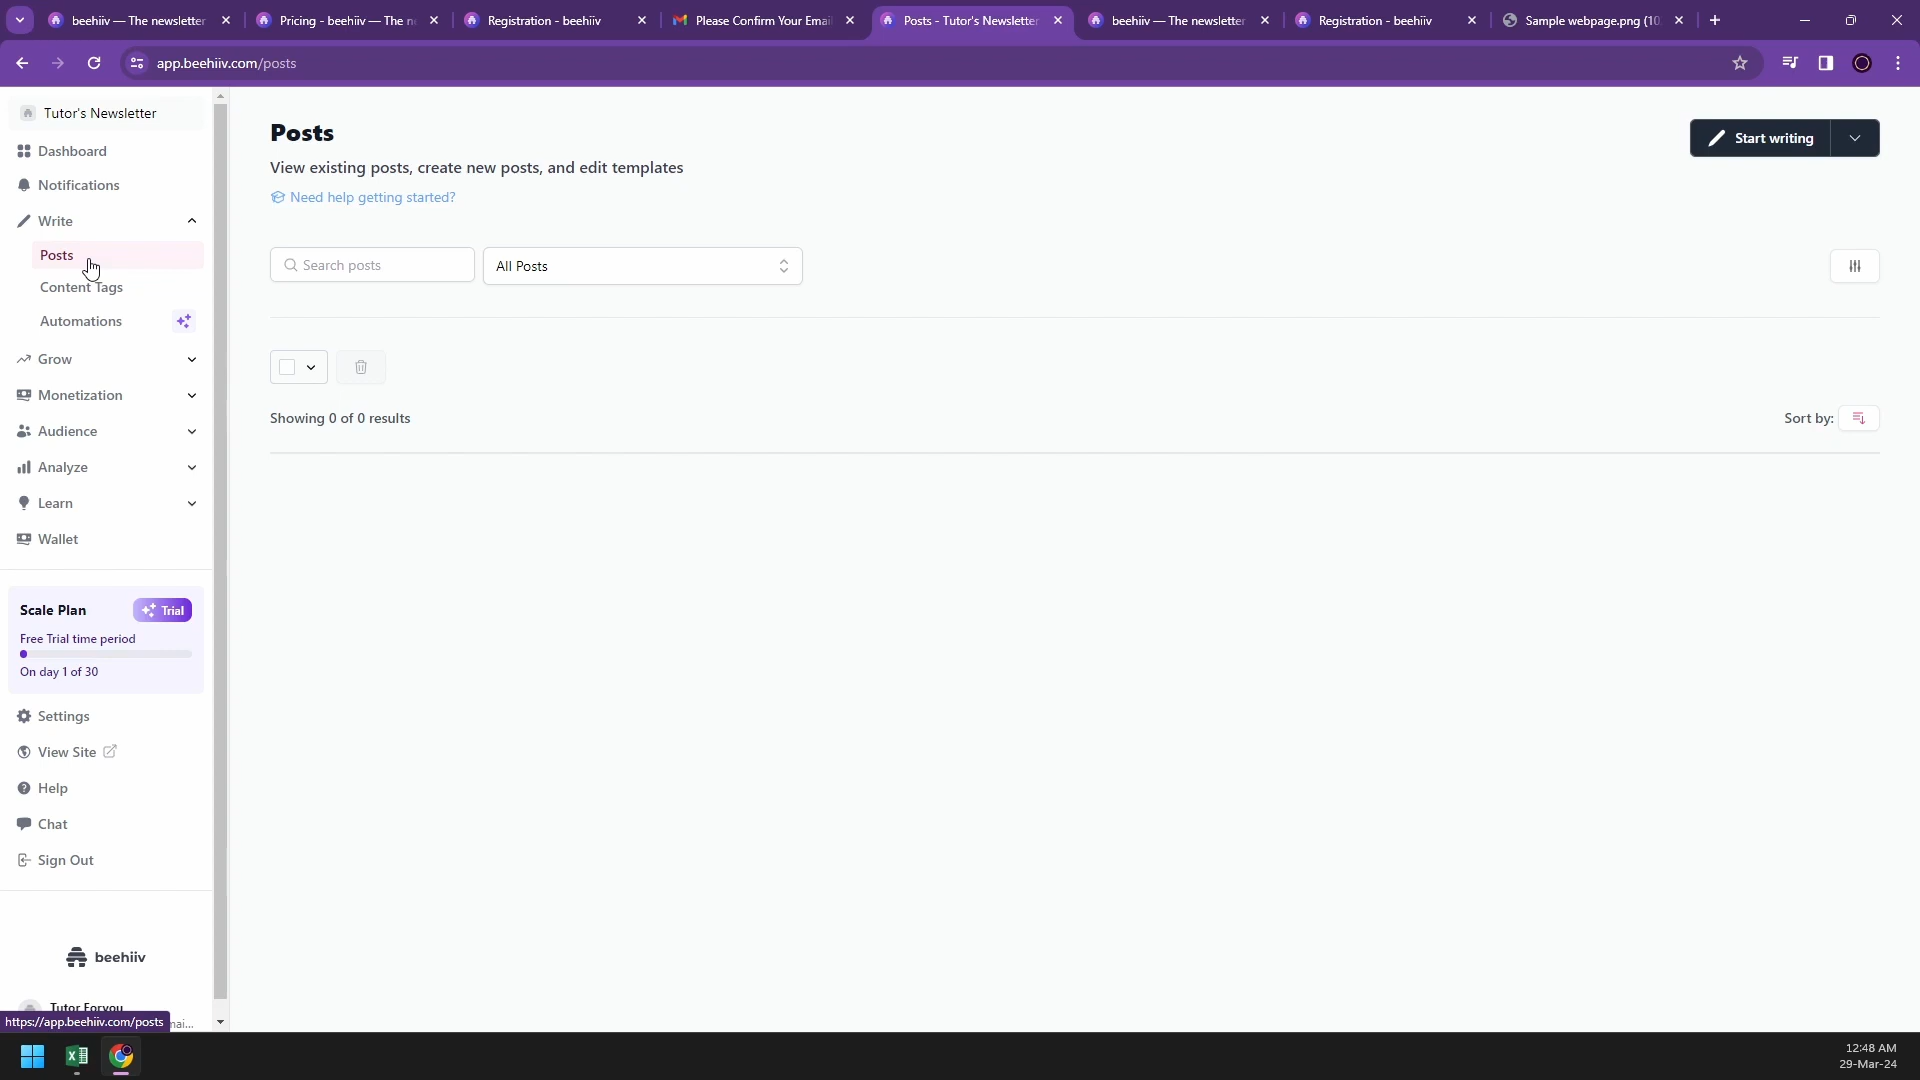 beehiiv — The newsletter
Pricing - beehiiv — The n
Registration - beehiiv
Please Confirm Your Email
Posts - Tutor's Newsletter
beehiiv — The newsletter
Registration - beehiiv
Sample webpage.png (10
app.beehiiv.com/posts
Tutor's Newsletter
Dashboard
Notifications
Write
Posts
Content Tags
Automations
Grow
Monetization
Audience
Analyze
Learn
Wallet
Scale Plan
Trial
Free Trial time period
On day 1 of 30
Settings
View Site
Help
Chat
Sign Out
beehiiv
Tutor Foryou
mai...
https://app.beehiiv.com/posts
Posts
View existing posts, create new posts, and edit templates
Need help getting started?
Start writing
Search posts
All Posts
Showing 0 of 0 results
Sort by:
12:48 AM
29-Mar-24